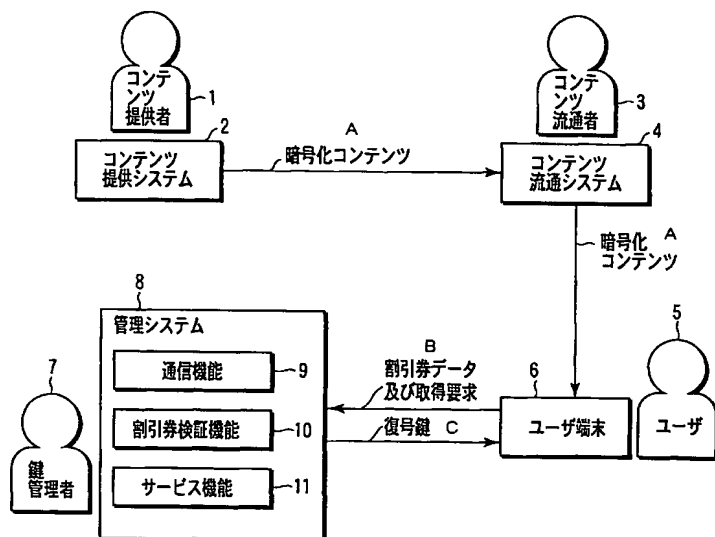 コンテ
ンツ
提供者
1
2
コンテンツ
提供システム
A
暗号化コンテンツ
コンテ
ンツ
流通者
3
4
コンテンツ
流通システム
暗号化 A
コンテンツ
8
管理システム
通信機能
9
割引券検証機能
10
サービス機能
11
7
鍵
管理者
B
割引券データ
及び取得要求
復号鍵 C
6
ユーザ端末
5
ユーザ